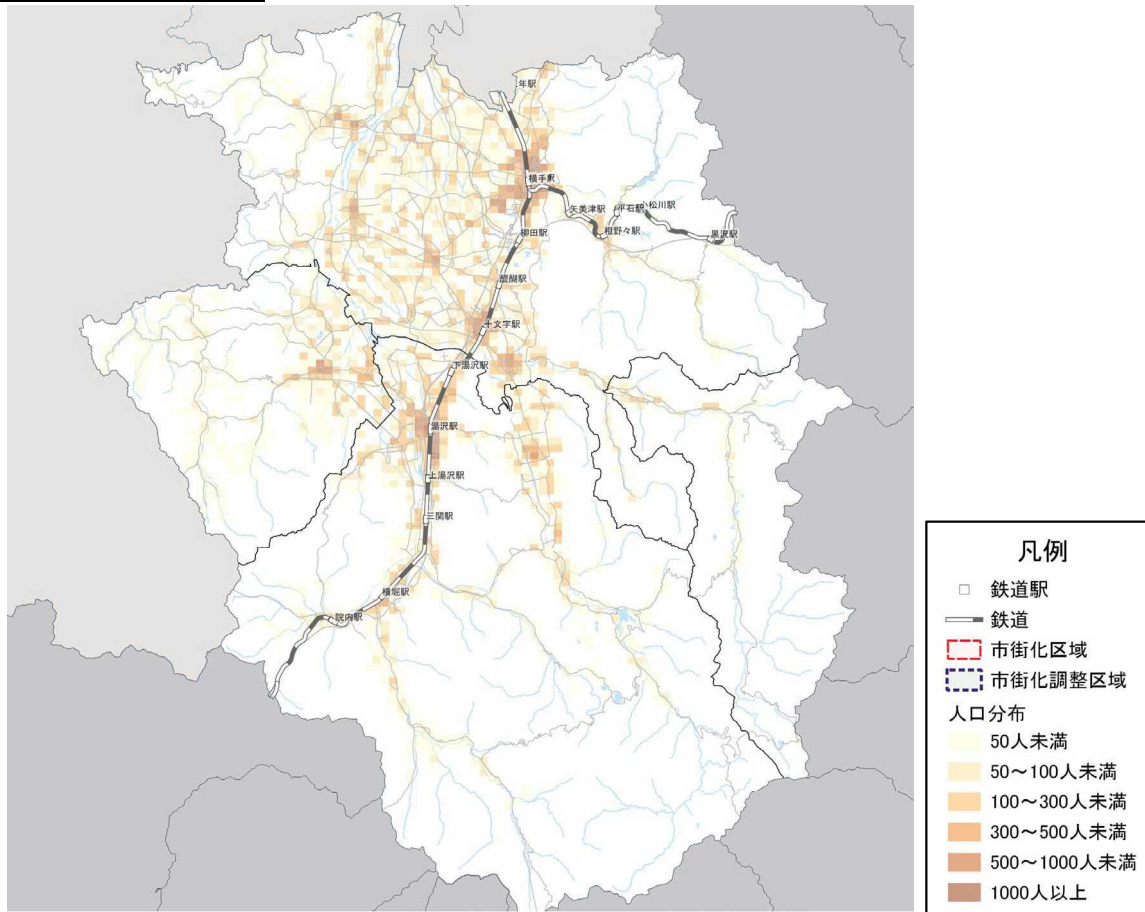 年駅
横手駅
矢美津駅
平石駅
小松川駅
相野々駅
黒沢駅
柳田駅
醍醐駅
十文字駅
下湯沢駅
湯沢駅
上湯沢駅
三関駅
横堀駅
院内駅
凡例
鉄道駅
鉄道
市街化区域
市街化調整区域
人口分布
50人未満
50～100人未満
100～300人未満
300～500人未満
500～1000人未満
1000人以上